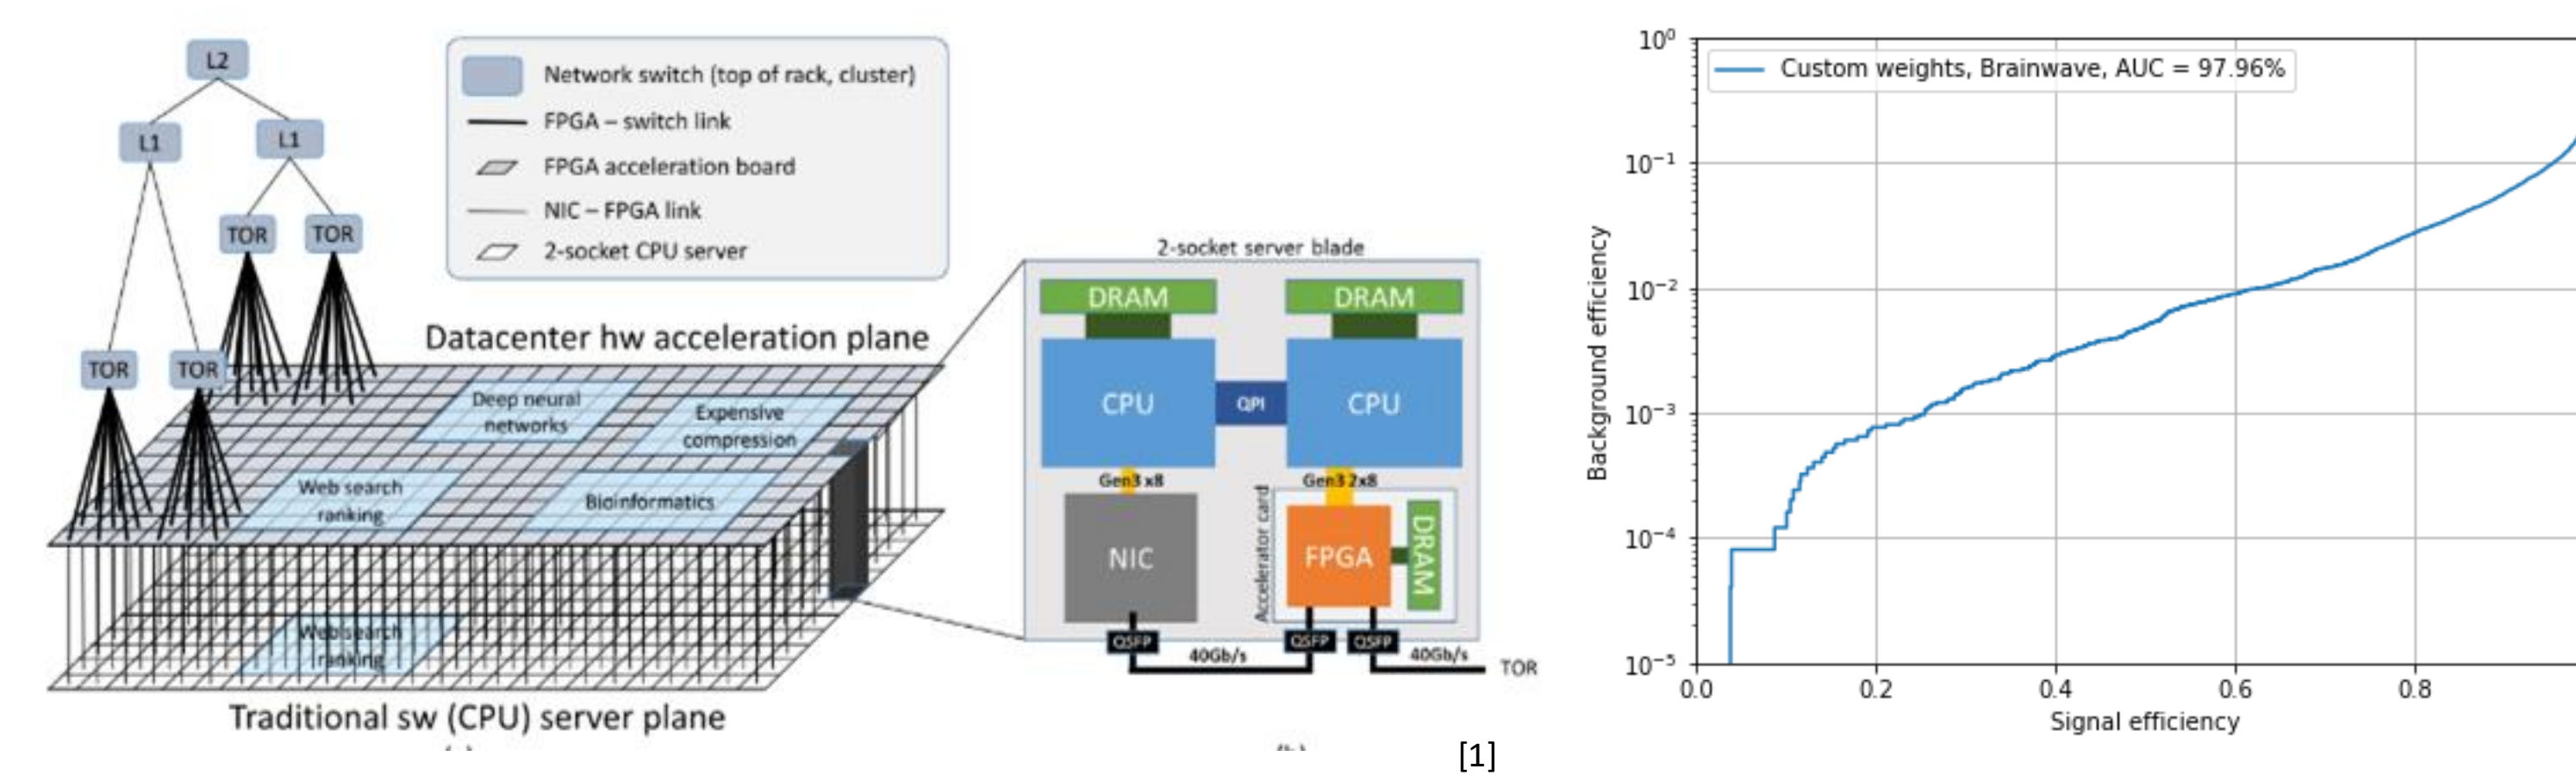 L2
L1
L1
TOR
TOR
TOR
TOR
Network switch (top of rack, cluster)
FPGA – switch link
FPGA acceleration board
NIC – FPGA link
2-socket CPU server
Datacenter hw acceleration plane
Deep neural
networks
Expensive
compression
Web search
ranking
Bioinformatics
Web search
ranking
Traditional sw (CPU) server plane
2-socket server blade
DRAM
DRAM
CPU
QPI
CPU
Gen3 x8
Gen3 2x8
NIC
Accelerator card
FPGA
DRAM
QSFP
QSFP
QSFP
40Gb/s
40Gb/s
TOR
[1]
Custom weights, Brainwave, AUC = 97.96%
Background efficiency
10⁰
10⁻¹
10⁻²
10⁻³
10⁻⁴
10⁻⁵
0.0
0.2
0.4
0.6
0.8
Signal efficiency